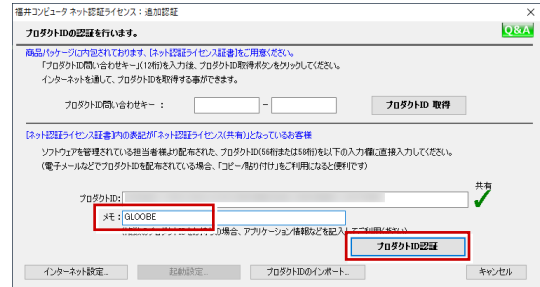 福井コンピュータ ネット認証ライセンス：追加認証
プロダクトIDの認証を行います。
Q&A
商品パッケージに内包されております、[ネット認証ライセンス証書]をご用意ください。
「プロダクトID問い合わせキー」(12桁)を入力後、プロダクトID取得ボタンをクリックしてください。
インターネットを通して、プロダクトIDを取得する事ができます。
プロダクトID問い合わせキー ： － プロダクトID 取得
[ネット認証ライセンス証書]内の表記が「ネット認証ライセンス(共有)」となっているお客様
ソフトウェアを管理されている担当者様より配布された、プロダクトID(56桁または58桁)を以下の入力欄に直接入力してください。
(電子メールなどでプロダクトIDを配布されている場合、「コピー/貼り付け」をご利用になると便利です)
プロダクトID: 共有
メモ： GLOOBE
場合、アプリケーション情報などを記入
プロダクトID認証
インターネット設定... 起動設定... プロダクトIDのインポート... キャンセル